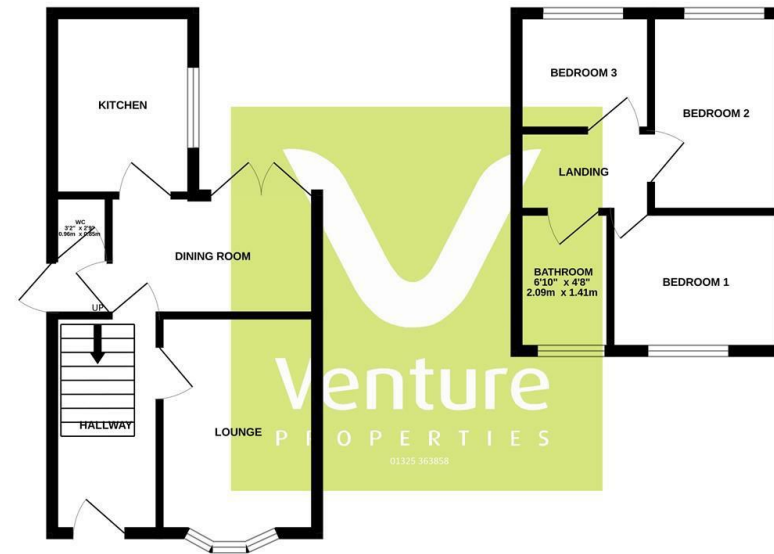 KITCHEN
WC
3'2" x 2'9"
0.96m x 0.85m
DINING ROOM
UP
HALLWAY
LOUNGE
BEDROOM 3
BEDROOM 2
LANDING
BATHROOM
6'10" x 4'8"
2.09m x 1.41m
BEDROOM 1
Venture
PROPERTIES
01325 363858